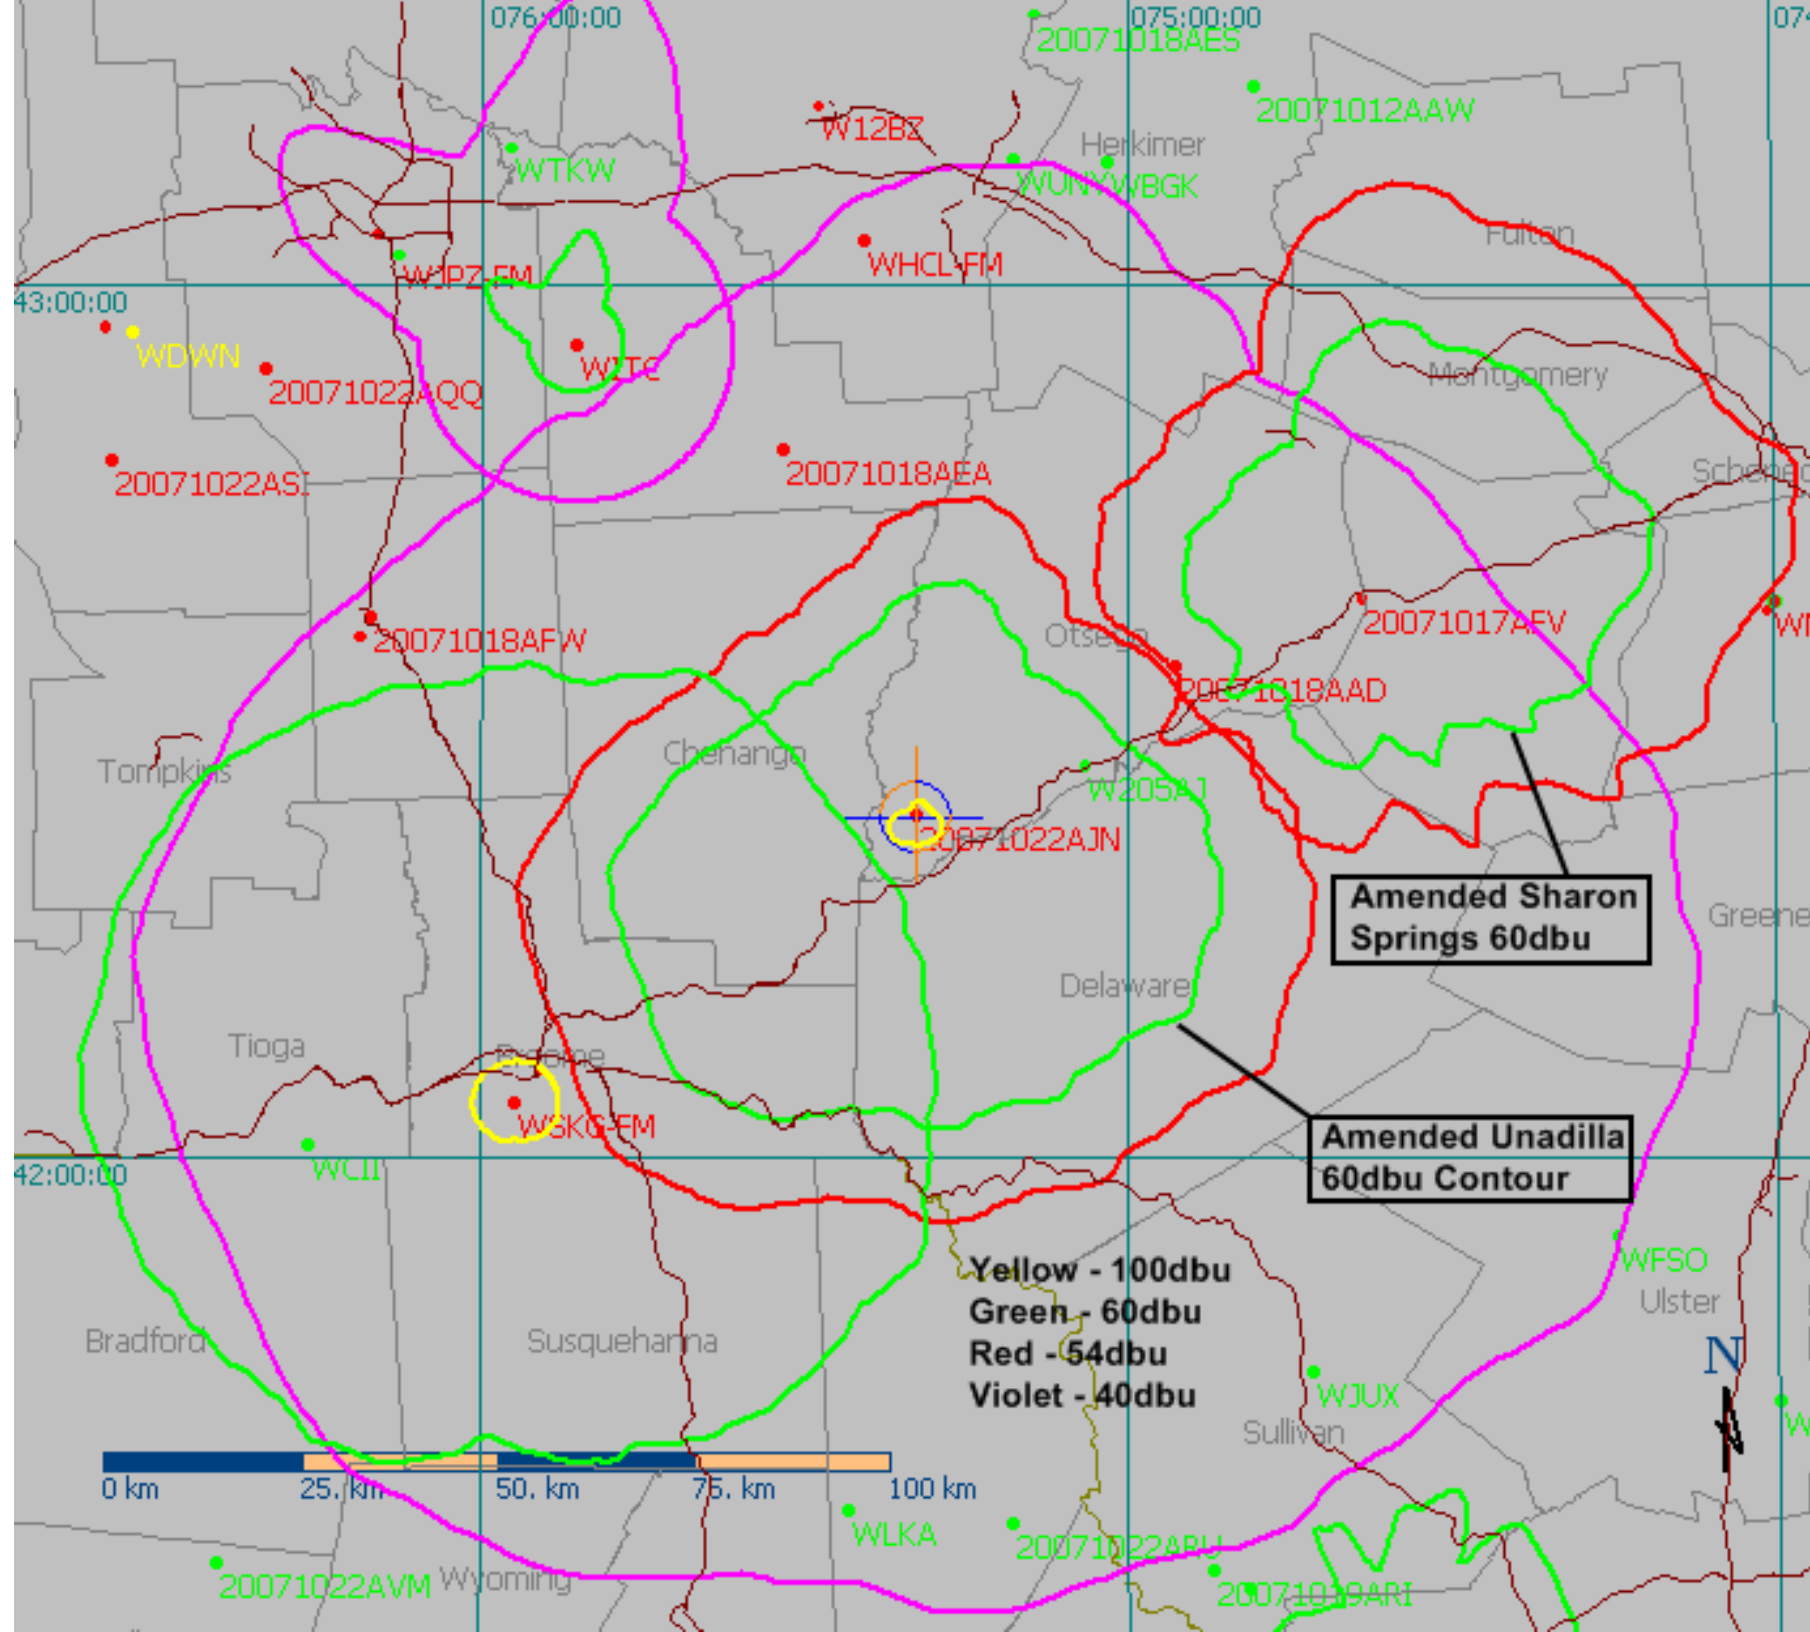 076:00:00
075:00:00
074
20071018AES
20071012AAW
W12BZ
Herkimer
WTKW
WUNY
WBGK
Fulton
WHCL-FM
WJPZ-FM
43:00:00
WDWN
WITC
20071022AQQ
Montgomery
20071018AEA
Schenec
20071022ASI
20071018AFW
Otsego
20071017AFV
20071018AAD
Chenango
Tompkins
W205AJ
20071022AJN
Amended Sharon
Springs 60dbu
Greene
Delaware
Tioga
Broome
WSKG-FM
Amended Unadilla
60dbu Contour
WCII
42:00:00
Yellow - 100dbu
Green - 60dbu
Red - 54dbu
Violet - 40dbu
WFSO
Ulster
Bradford
Susquehanna
N
WJUX
Sullivan
0 km
25. km
50. km
75. km
100 km
WLKA
20071022ARU
20071022AVM
Wyoming
20071019ARI